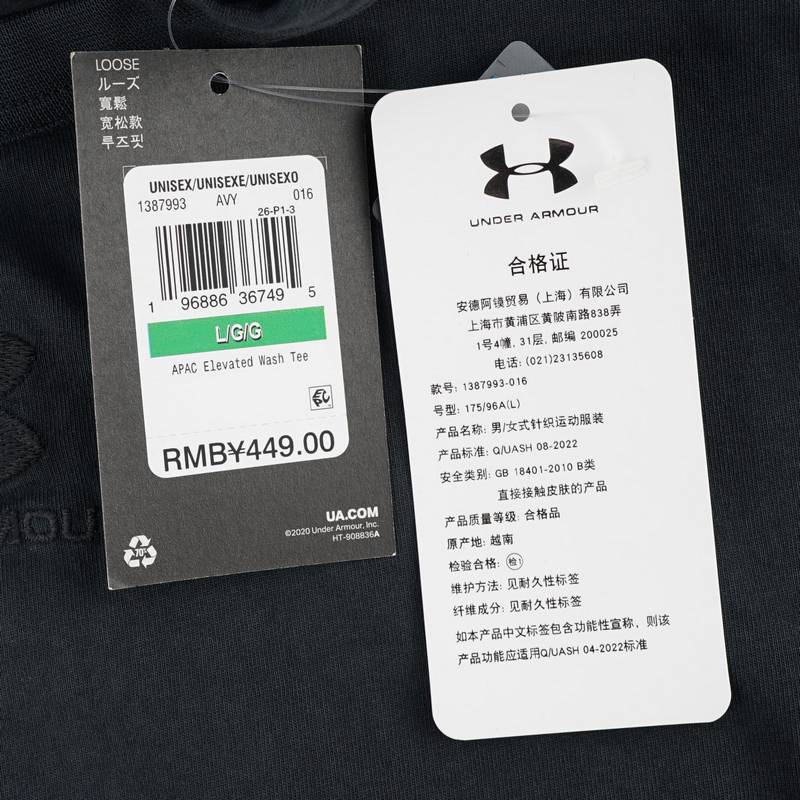 LOOSE
ルーズ
寬鬆
宽松款
루즈핏
UNISEX/UNISEXE/UNISEXO
1387993 AVY 016
26-P1-3
1 96886 36749 5
L/G/G
APAC Elevated Wash Tee
RMB¥449.00
UA.COM
©2020 Under Armour, Inc.
HT-908836A
70%
UNDER ARMOUR
合格证
安德阿镆贸易（上海）有限公司
上海市黄浦区黄陂南路838弄
1号4幢, 31层, 邮编 200025
电话: (021)23135608
款号: 1387993-016
号型: 175/96A(L)
产品名称: 男/女式针织运动服装
产品标准: Q/UASH 08-2022
安全类别: GB 18401-2010 B类
直接接触皮肤的产品
产品质量等级: 合格品
原产地: 越南
检验合格: 检1
维护方法: 见耐久性标签
纤维成分: 见耐久性标签
如本产品中文标签包含功能性宣称，则该
产品功能应适用Q/UASH 04-2022标准
RMOUR